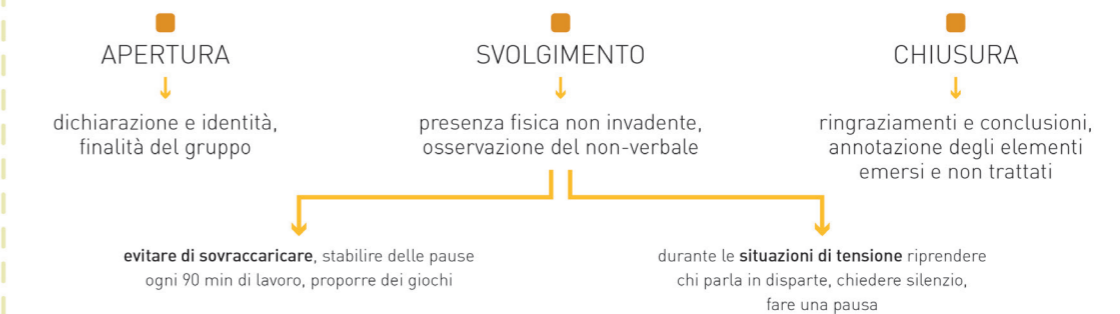 APERTURA
dichiarazione e identità,
finalità del gruppo
SVOLGIMENTO
presenza fisica non invadente,
osservazione del non-verbale
CHIUSURA
ringraziamenti e conclusioni,
annotazione degli elementi
emersi e non trattati
evitare di sovraccaricare, stabilire delle pause
ogni 90 min di lavoro, proporre dei giochi
durante le situazioni di tensione riprendere
chi parla in disparte, chiedere silenzio,
fare una pausa